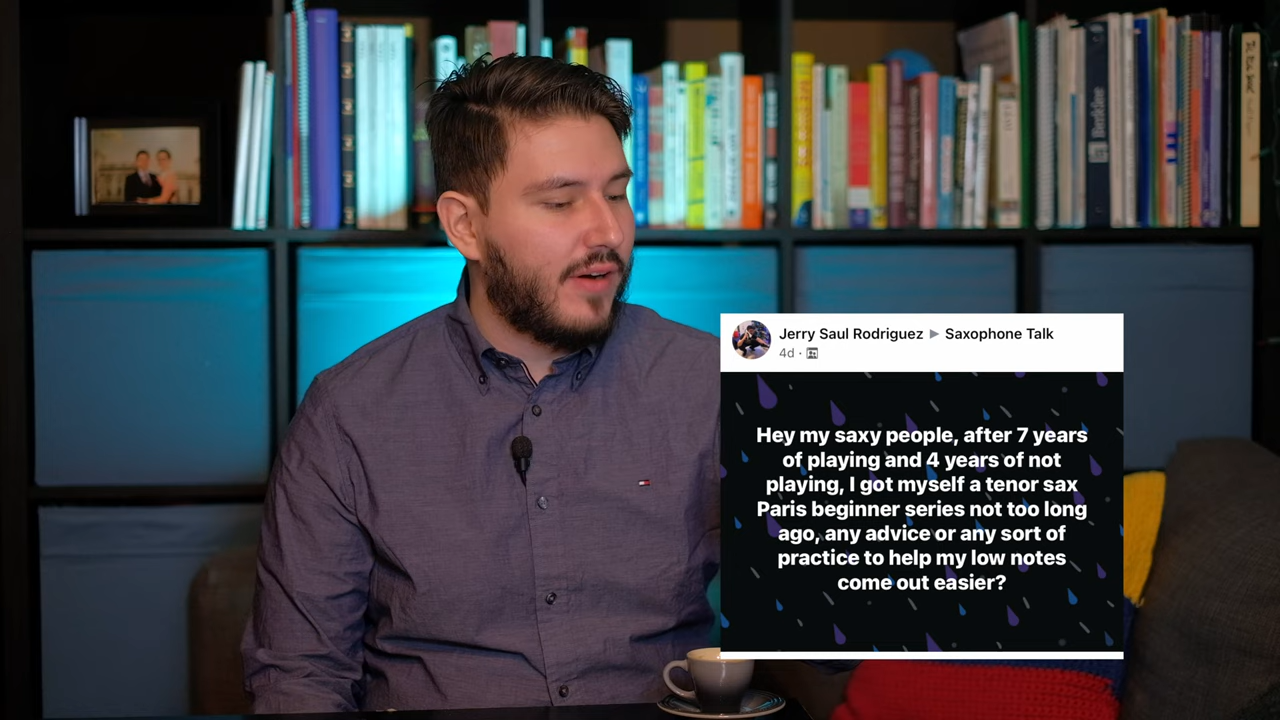 Jerry Saul Rodriguez ▶ Saxophone Talk
4d ·
Hey my saxy people, after 7 years
of playing and 4 years of not
playing, I got myself a tenor sax
Paris beginner series not too long
ago, any advice or any sort of
practice to help my low notes
come out easier?
Berklee